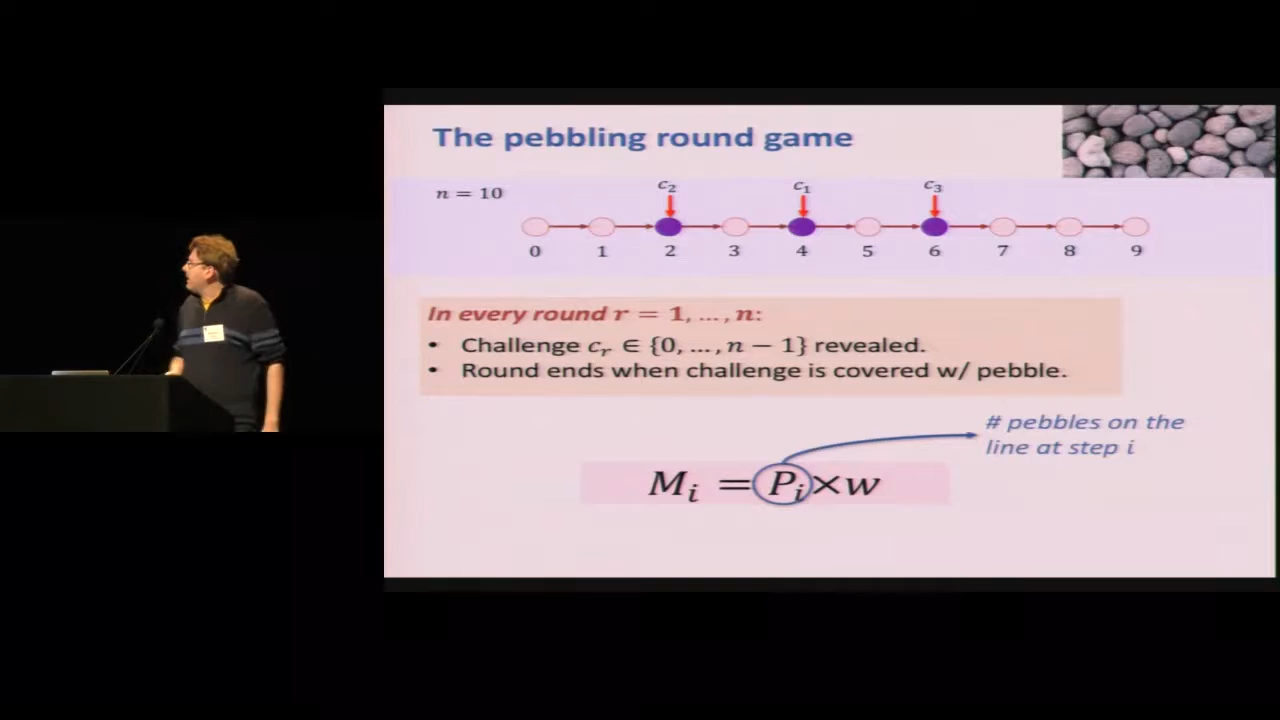 The pebbling round game
n = 10
c₂ c₁ c₃
0 1 2 3 4 5 6 7 8 9
In every round r = 1, …, n:
• Challenge cᵣ ∈ {0, …, n − 1} revealed.
• Round ends when challenge is covered w/ pebble.
# pebbles on the
line at step i
Mᵢ = Pᵢ×w